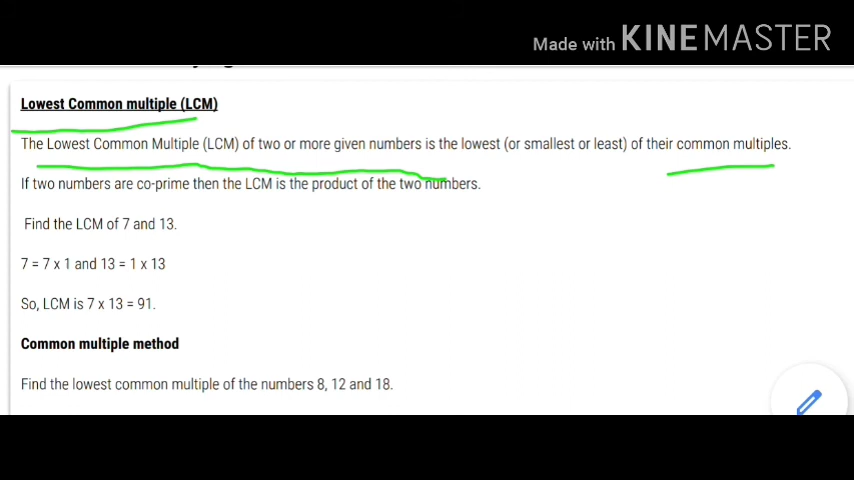 Made with KINEMASTER
Lowest Common multiple (LCM)
The Lowest Common Multiple (LCM) of two or more given numbers is the lowest (or smallest or least) of their common multiples.
If two numbers are co-prime then the LCM is the product of the two numbers.
Find the LCM of 7 and 13.
7 = 7 x 1 and 13 = 1 x 13
So, LCM is 7 x 13 = 91.
Common multiple method
Find the lowest common multiple of the numbers 8, 12 and 18.